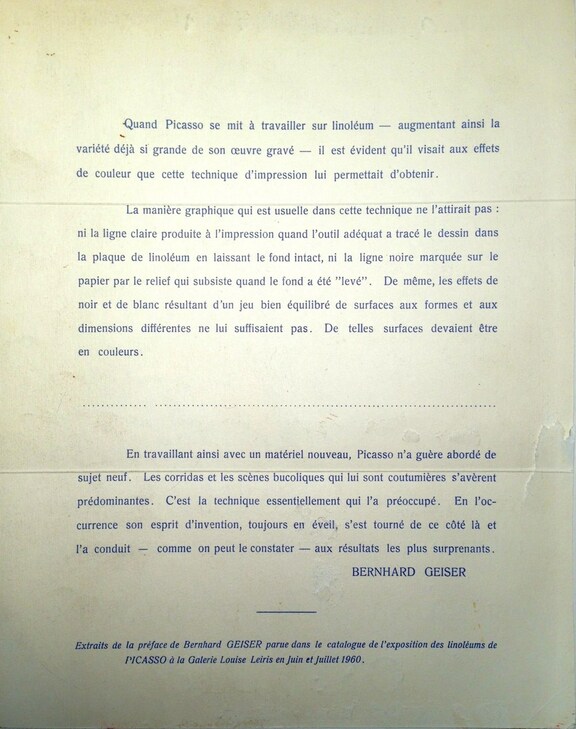 Quand Picasso se mit à travailler sur linoléum — augmentant ainsi la
variété déjà si grande de son œuvre gravé — il est évident qu'il visait aux effets
de couleur que cette technique d'impression lui permettait d'obtenir.
La manière graphique qui est usuelle dans cette technique ne l'attirait pas :
ni la ligne claire produite à l'impression quand l'outil adéquat a tracé le dessin dans
la plaque de linoléum en laissant le fond intact, ni la ligne noire marquée sur le
papier par le relief qui subsiste quand le fond a été "levé". De même, les effets de
noir et de blanc résultant d'un jeu bien équilibré de surfaces aux formes et aux
dimensions différentes ne lui suffisaient pas. De telles surfaces devaient être
en couleurs.
En travaillant ainsi avec un matériel nouveau, Picasso n'a guère abordé de
sujet neuf. Les corridas et les scènes bucoliques qui lui sont coutumières s'avèrent
prédominantes. C'est la technique essentiellement qui l'a préoccupé. En l'oc-
currence son esprit d'invention, toujours en éveil, s'est tourné de ce côté là et
l'a conduit — comme on peut le constater — aux résultats les plus surprenants.
BERNHARD GEISER
Extraits de la préface de Bernhard GEISER parue dans le catalogue de l'exposition des linoléums de
PICASSO à la Galerie Louise Leiris en Juin et Juillet 1960.